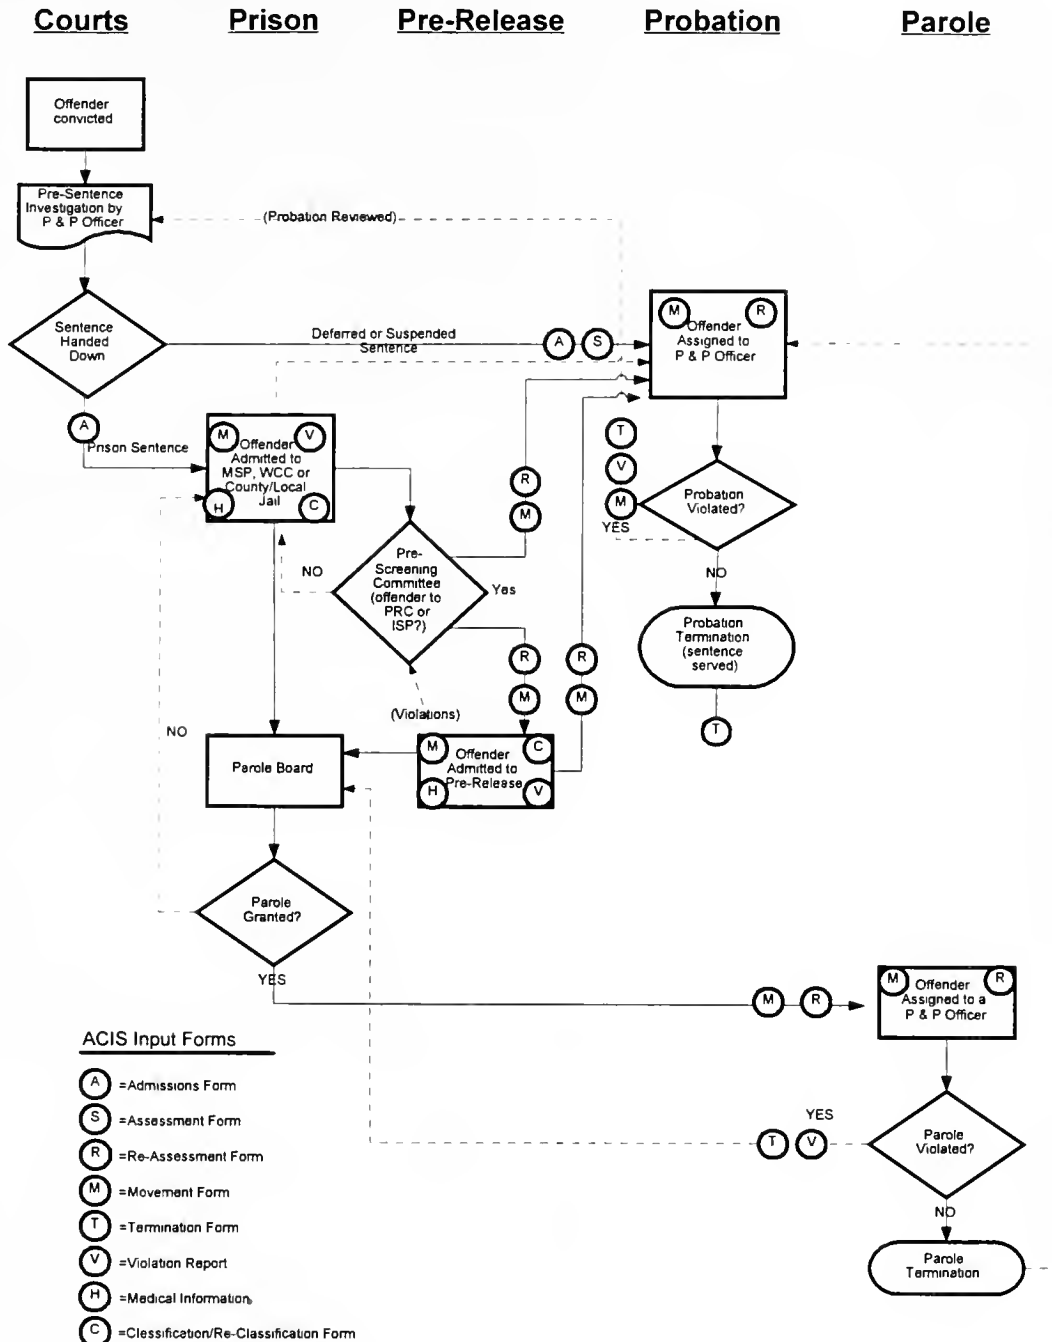 Courts Prison Pre-Release Probation Parole
Offender
convicted
Pre-Sentence
Investigation by
P & P Officer
(Probation Reviewed)
Sentence
Handed
Down
Deferred or Suspended
Sentence
A S
M R
Offender
Assigned to
P & P Officer
A
Prison Sentence
M V
Offender
Admitted to
MSP, WCC or
County/Local
Jail
H C
T
V
M
YES
Probation
Violated?
NO
R
M
NO
Pre-
Screening
Committee
(offender to
PRC or
ISP?)
Yes
Probation
Termination
(sentence
served)
T
R
M
R
M
(Violations)
NO
Parole Board
M C
Offender
Admitted to
Pre-Release
H V
Parole
Granted?
YES
M R
M R
Offender
Assigned to a
P & P Officer
YES
T V
Parole
Violated?
NO
Parole
Termination
ACIS Input Forms
A =Admissions Form
S =Assessment Form
R =Re-Assessment Form
M =Movement Form
T =Termination Form
V =Violation Report
H =Medical Information
C =Classification/Re-Classification Form